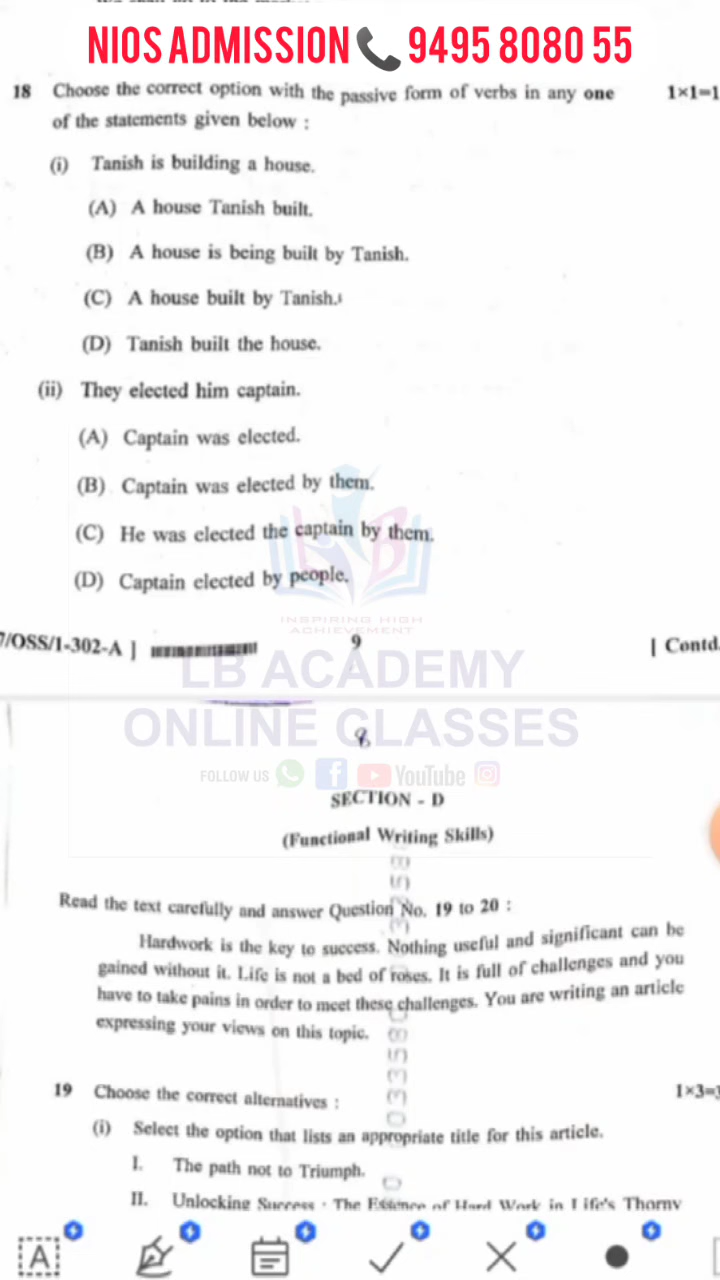 NIOS ADMISSION 📞 9495 8080 55
18 Choose the correct option with the passive form of verbs in any one 1×1=1
of the statements given below :
(i) Tanish is building a house.
(A) A house Tanish built.
(B) A house is being built by Tanish.
(C) A house built by Tanish.
(D) Tanish built the house.
(ii) They elected him captain.
(A) Captain was elected.
(B) Captain was elected by them.
(C) He was elected the captain by them.
(D) Captain elected by people.
INSPIRING HIGH
ACHIEVEMENT
7/OSS/1-302-A ] 9 [ Contd.
LB ACADEMY
ONLINE CLASSES
8
FOLLOW US YouTube
SECTION - D
(Functional Writing Skills)
Read the text carefully and answer Question No. 19 to 20 :
Hardwork is the key to success. Nothing useful and significant can be
gained without it. Life is not a bed of roses. It is full of challenges and you
have to take pains in order to meet these challenges. You are writing an article
expressing your views on this topic.
19 Choose the correct alternatives : 1×3=3
(i) Select the option that lists an appropriate title for this article.
I. The path not to Triumph.
II. Unlocking Success : The Essence of Hard Work in Life's Thorny
A